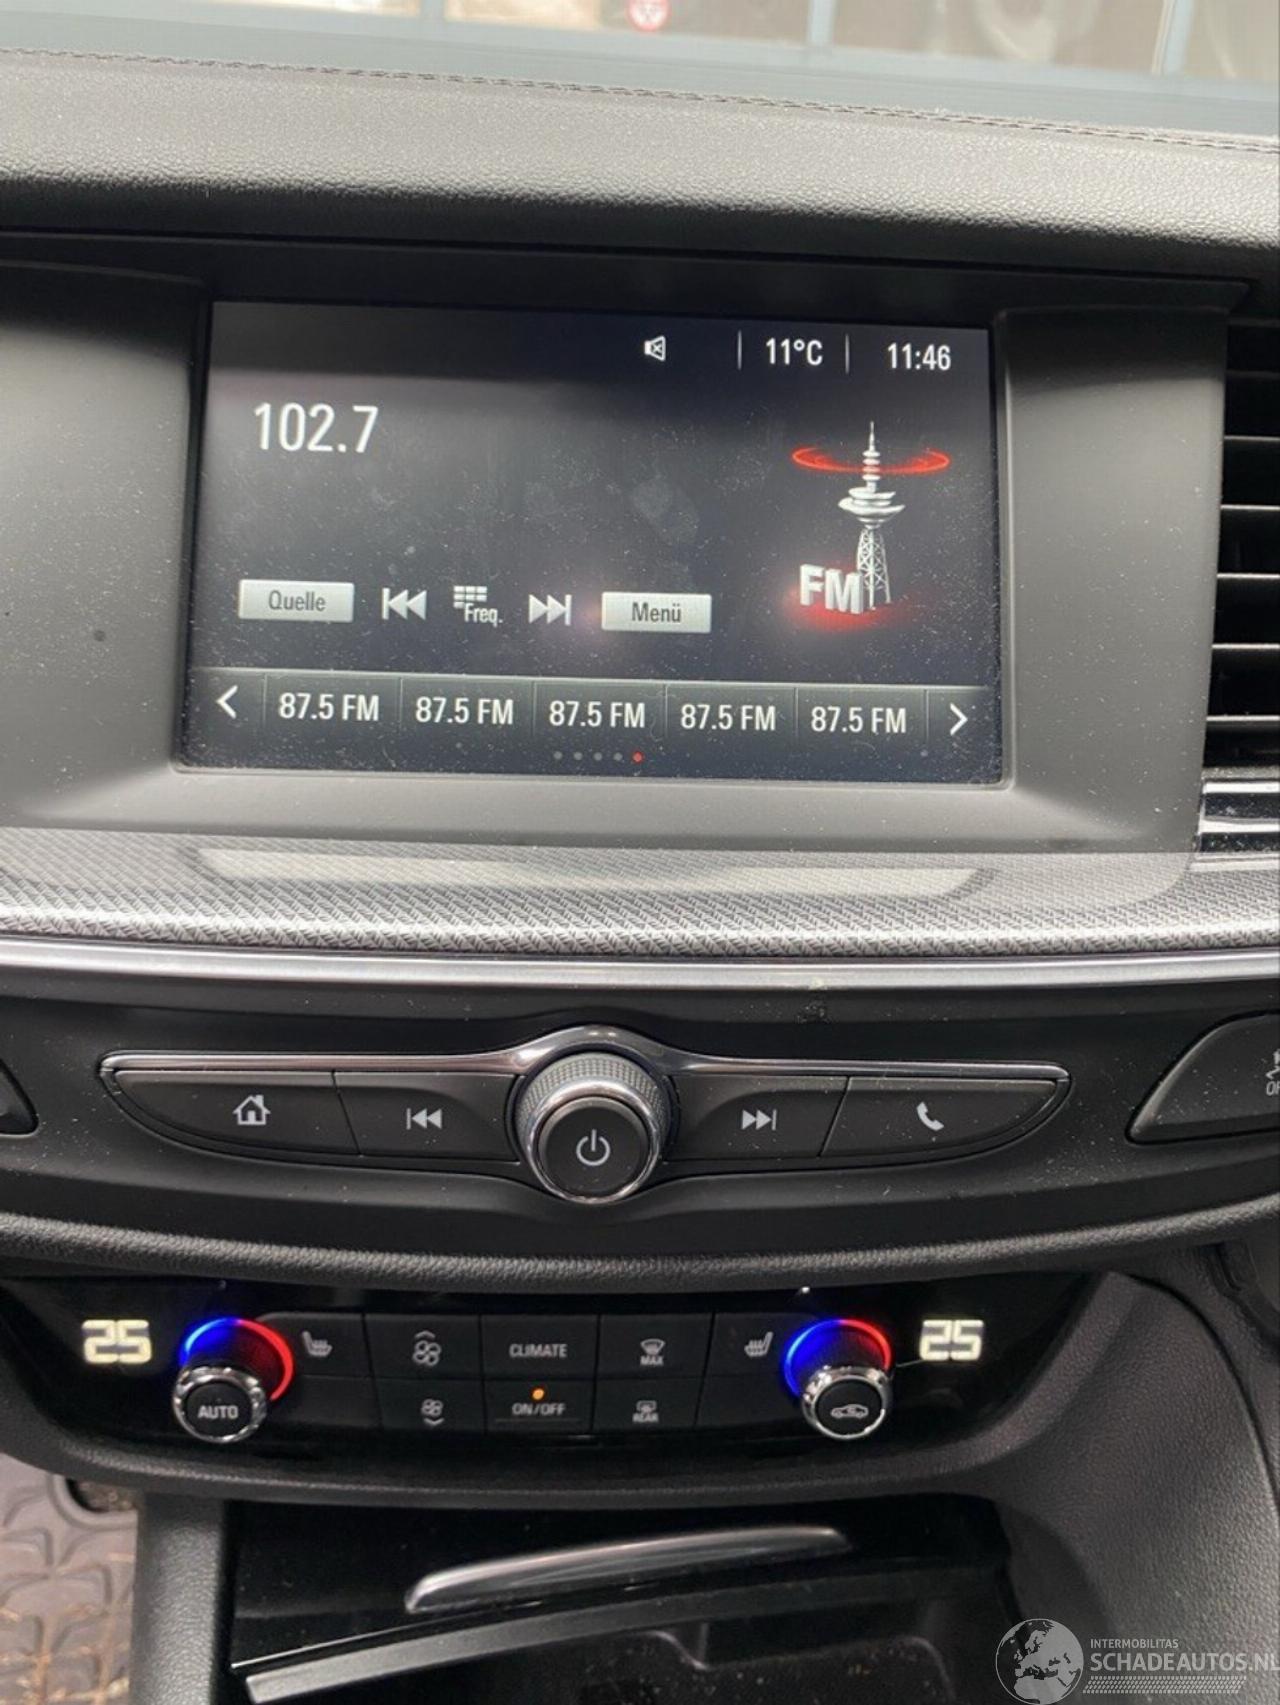 11°C 11:46
102.7
FM
Quelle Freq. Menü
87.5 FM 87.5 FM 87.5 FM 87.5 FM 87.5 FM
25 CLIMATE MAX 25
AUTO ON/OFF REAR
INTERMOBILITAS
SCHADEAUTOS.NL